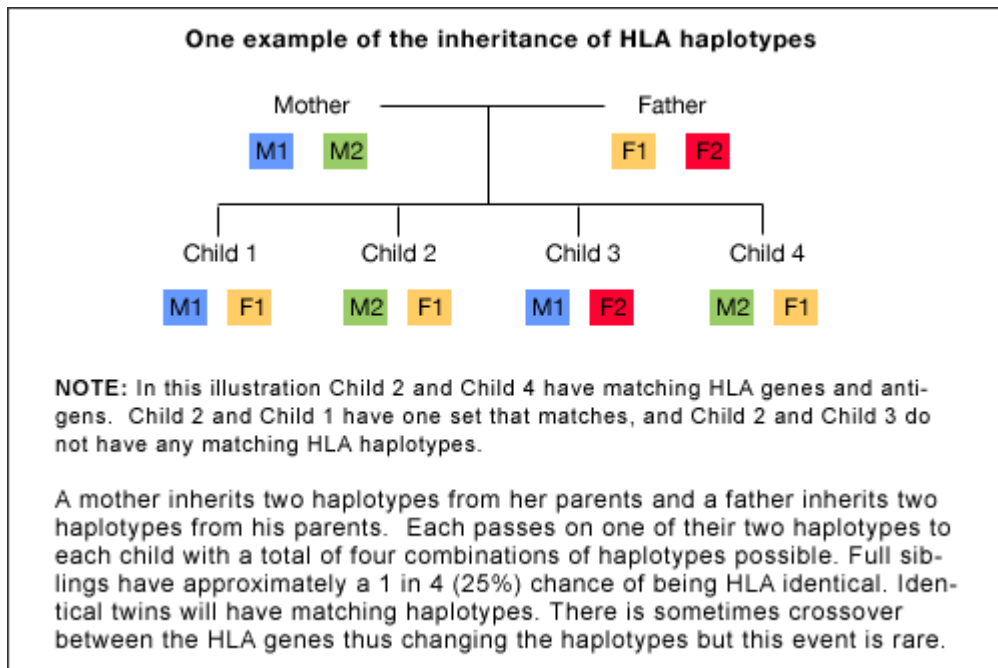 One example of the inheritance of HLA haplotypes
Mother Father
M1 M2 F1 F2
Child 1 Child 2 Child 3 Child 4
M1 F1 M2 F1 M1 F2 M2 F1
NOTE: In this illustration Child 2 and Child 4 have matching HLA genes and anti-
gens. Child 2 and Child 1 have one set that matches, and Child 2 and Child 3 do
not have any matching HLA haplotypes.
A mother inherits two haplotypes from her parents and a father inherits two
haplotypes from his parents. Each passes on one of their two haplotypes to
each child with a total of four combinations of haplotypes possible. Full sib-
lings have approximately a 1 in 4 (25%) chance of being HLA identical. Iden-
tical twins will have matching haplotypes. There is sometimes crossover
between the HLA genes thus changing the haplotypes but this event is rare.